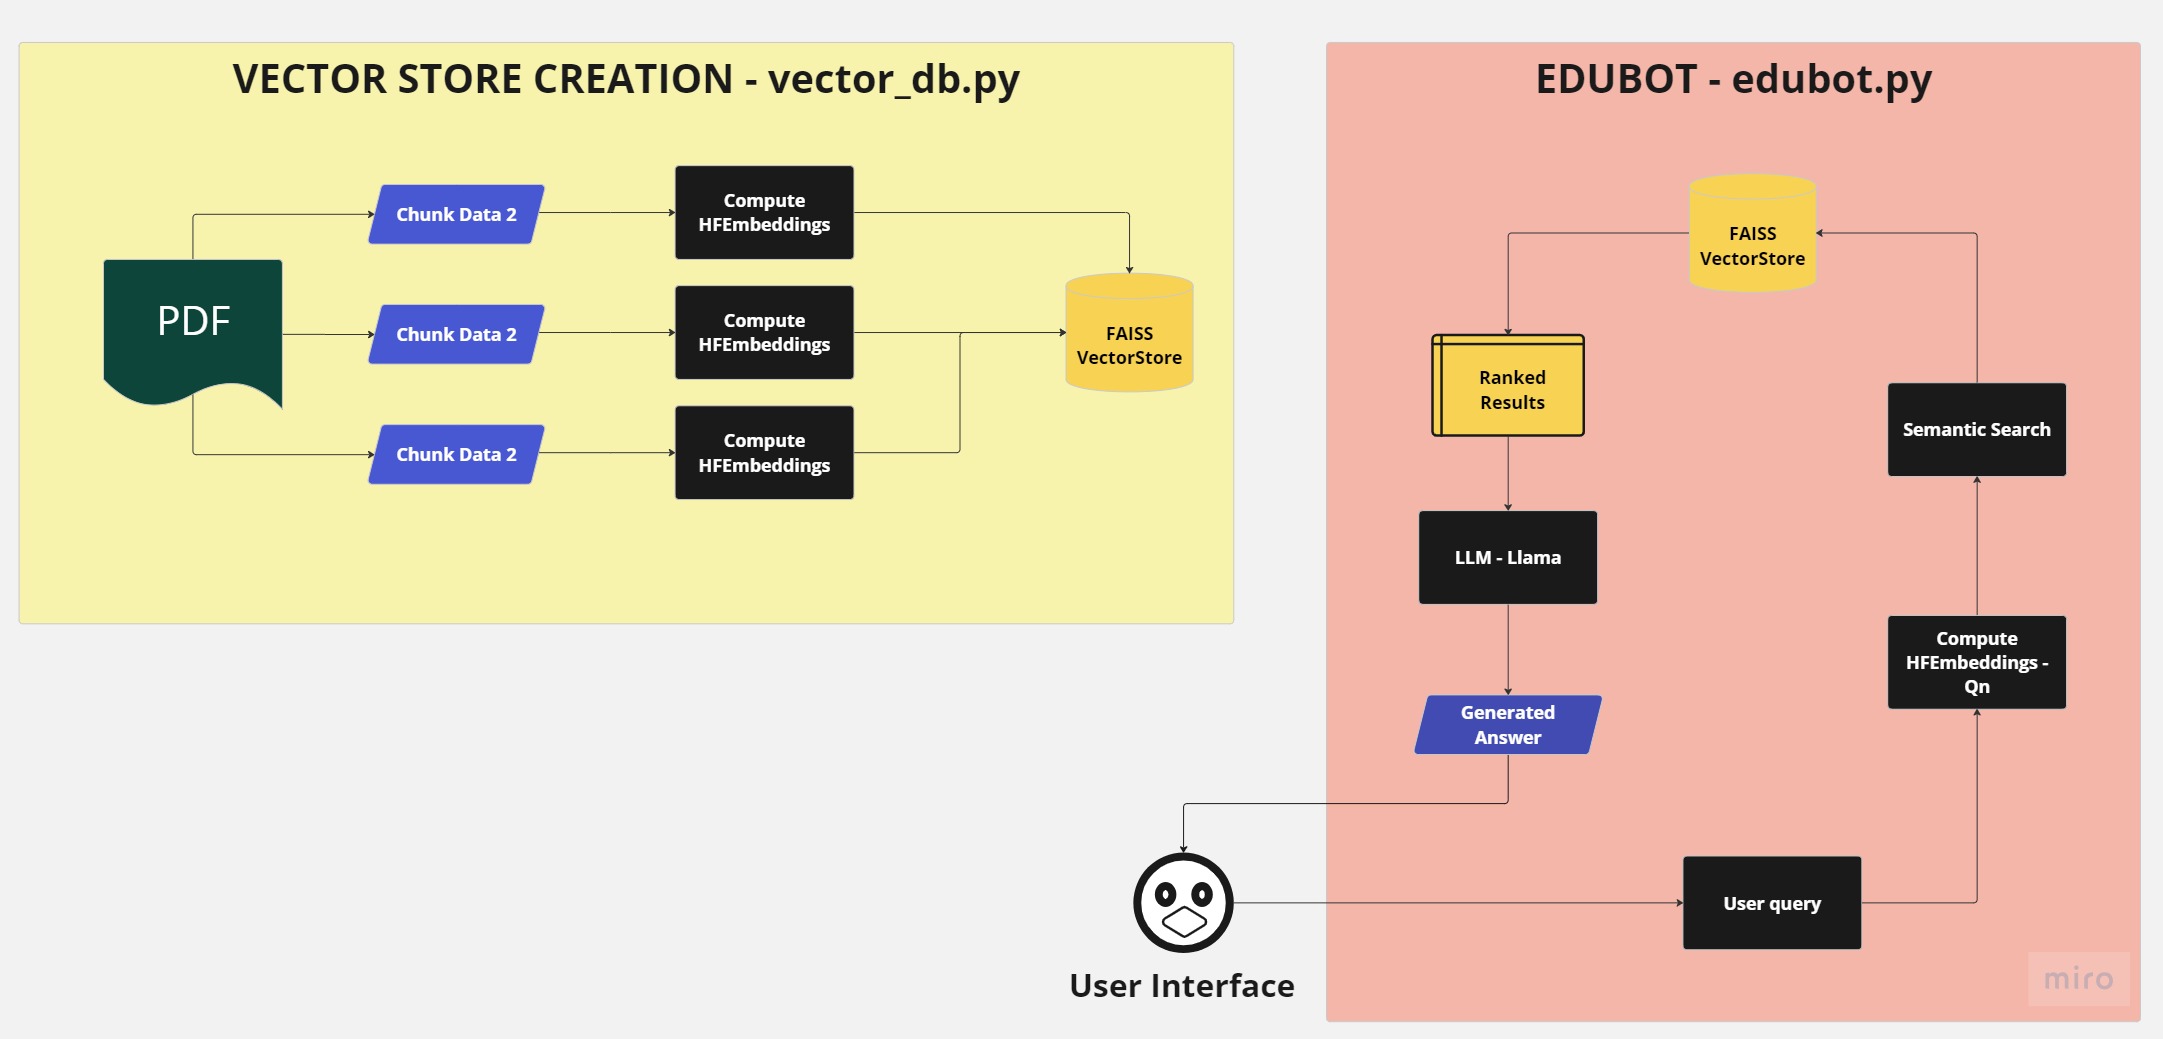 VECTOR STORE CREATION - vector_db.py
Chunk Data 2
Compute
HFEmbeddings
PDF
Chunk Data 2
Compute
HFEmbeddings
FAISS
VectorStore
Chunk Data 2
Compute
HFEmbeddings
EDUBOT - edubot.py
FAISS
VectorStore
Ranked
Results
Semantic Search
LLM - Llama
Compute
HFEmbeddings -
Qn
Generated
Answer
User query
User Interface
miro